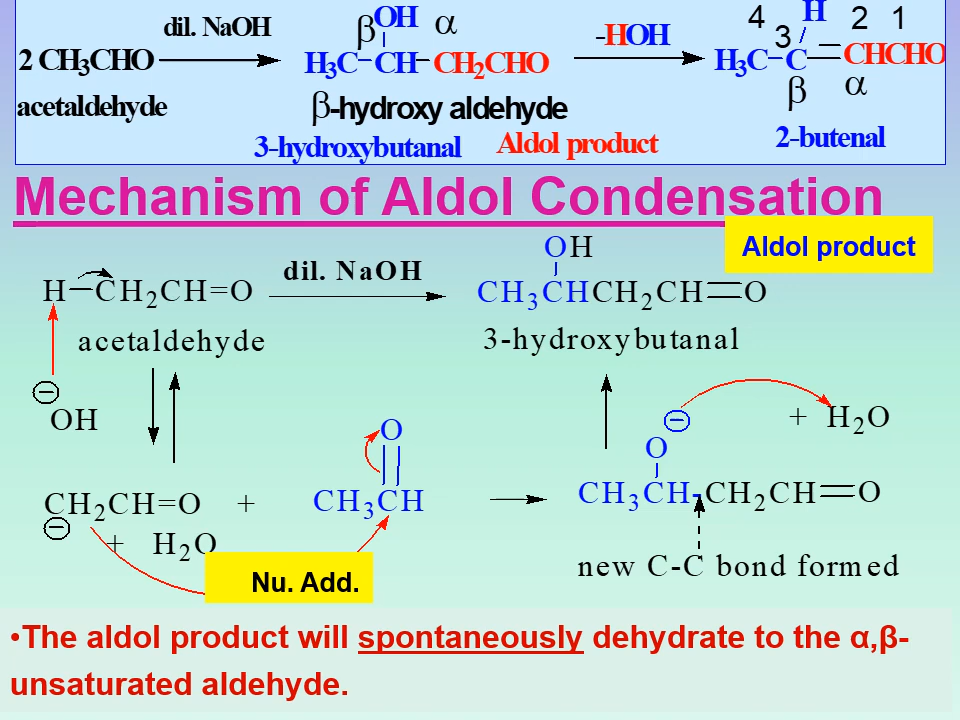 2 CH3CHO dil. NaOH β OH α -HOH 4 H 3 2 1
H3C-CH-CH2CHO H3C-C=CHCHO
acetaldehyde β-hydroxy aldehyde β α
3-hydroxybutanal Aldol product 2-butenal
Mechanism of Aldol Condensation
Aldol product
OH
H-CH2CH=O dil. NaOH CH3CHCH2CH=O
acetaldehyde 3-hydroxybutanal
⊖
OH O ⊖ + H2O
O
CH2CH=O + CH3CH CH3CH-CH2CH=O
⊖ + H2O
Nu. Add. new C-C bond formed
•The aldol product will spontaneously dehydrate to the α,β-
unsaturated aldehyde.